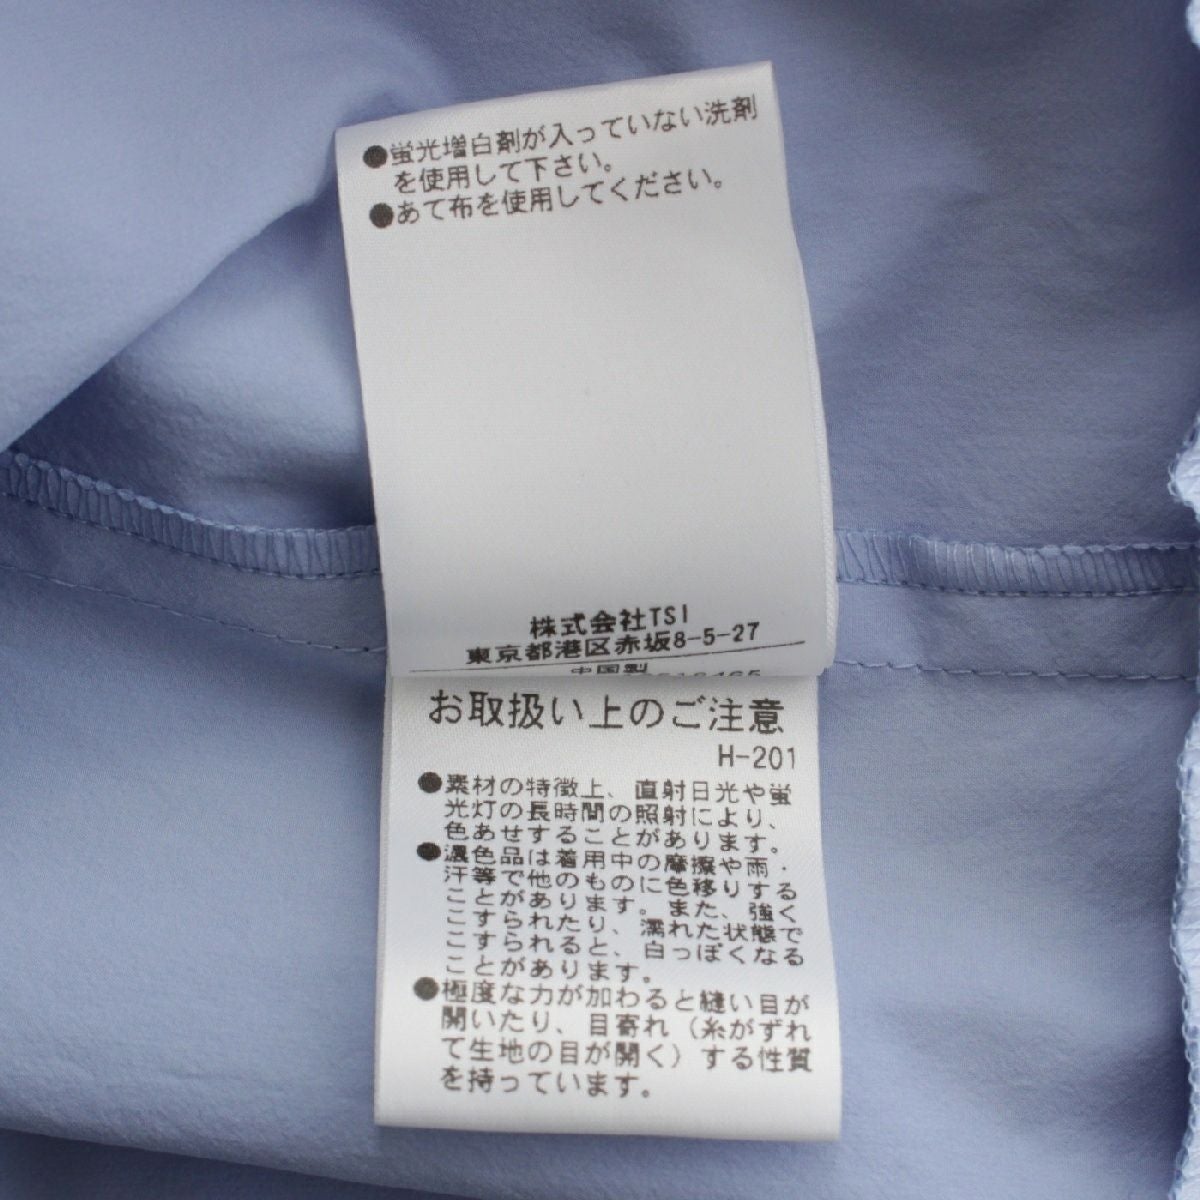 ●蛍光増白剤が入っていない洗剤
を使用して下さい。
●あて布を使用してください。
株式会社TSI
東京都港区赤坂8-5-27
中国製
お取扱い上のご注意
H-201
●素材の特徴上、直射日光や蛍
光灯の長時間の照射により、
色あせすることがあります。
●濃色品は着用中の摩擦や雨・
汗等で他のものに色移りする
ことがあります。また、強く
こすられたり、濡れた状態で
こすられると、白っぽくなる
ことがあります。
●極度な力が加わると縫い目が
開いたり、目寄れ（糸がずれ
て生地の目が開く）する性質
を持っています。